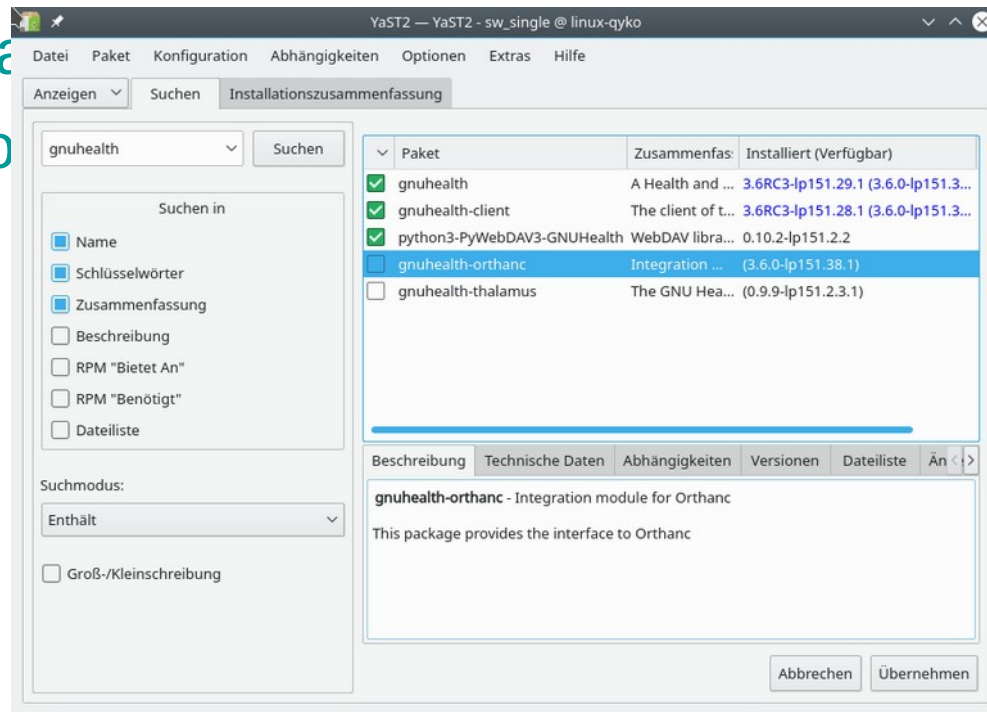 YaST2 — YaST2 - sw_single @ linux-qyko
Datei Paket Konfiguration Abhängigkeiten Optionen Extras Hilfe
Anzeigen Suchen Installationszusammenfassung
gnuhealth Suchen
Suchen in
Name
Schlüsselwörter
Zusammenfassung
Beschreibung
RPM "Bietet An"
RPM "Benötigt"
Dateiliste
Suchmodus:
Enthält
Groß-/Kleinschreibung
Paket Zusammenfas Installiert (Verfügbar)
gnuhealth A Health and ... 3.6RC3-lp151.29.1 (3.6.0-lp151.3...
gnuhealth-client The client of t... 3.6RC3-lp151.28.1 (3.6.0-lp151.3...
python3-PyWebDAV3-GNUHealth WebDAV libra... 0.10.2-lp151.2.2
gnuhealth-orthanc Integration ... (3.6.0-lp151.38.1)
gnuhealth-thalamus The GNU Hea... (0.9.9-lp151.2.3.1)
Beschreibung Technische Daten Abhängigkeiten Versionen Dateiliste Än
gnuhealth-orthanc - Integration module for Orthanc
This package provides the interface to Orthanc
Abbrechen Übernehmen